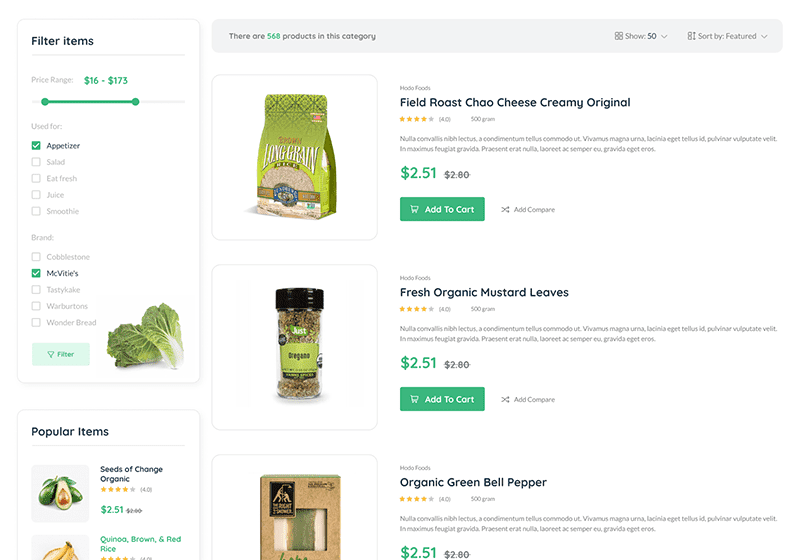 Filter items
Price Range: $16 - $173
Used for:
Appetizer
Salad
Eat fresh
Juice
Smoothie
Brand:
Cobblestone
McVitie's
Tastykake
Warburtons
Wonder Bread
Filter
Popular Items
Seeds of Change
Organic
(4.0)
$2.51 $2.80
Quinoa, Brown, & Red
Rice
(4.0)
There are 568 products in this category
Show: 50
Sort by: Featured
LONG GRAIN
RICE
Hodo Foods
Field Roast Chao Cheese Creamy Original
(4.0) 500 gram
Nulla convallis nibh lectus, a condimentum tellus commodo ut. Vivamus magna urna, lacinia eget tellus id, pulvinar vulputate velit.
In maximus feugiat gravida. Praesent erat nulla, laoreet ac semper eu, gravida eget eros.
$2.51 $2.80
Add To Cart
Add Compare
Just
Oregano
Hodo Foods
Fresh Organic Mustard Leaves
(4.0) 500 gram
Nulla convallis nibh lectus, a condimentum tellus commodo ut. Vivamus magna urna, lacinia eget tellus id, pulvinar vulputate velit.
In maximus feugiat gravida. Praesent erat nulla, laoreet ac semper eu, gravida eget eros.
$2.51 $2.80
Add To Cart
Add Compare
THE
RIGHT
Hodo Foods
Organic Green Bell Pepper
(4.0) 500 gram
Nulla convallis nibh lectus, a condimentum tellus commodo ut. Vivamus magna urna, lacinia eget tellus id, pulvinar vulputate velit.
In maximus feugiat gravida. Praesent erat nulla, laoreet ac semper eu, gravida eget eros.
$2.51 $2.80